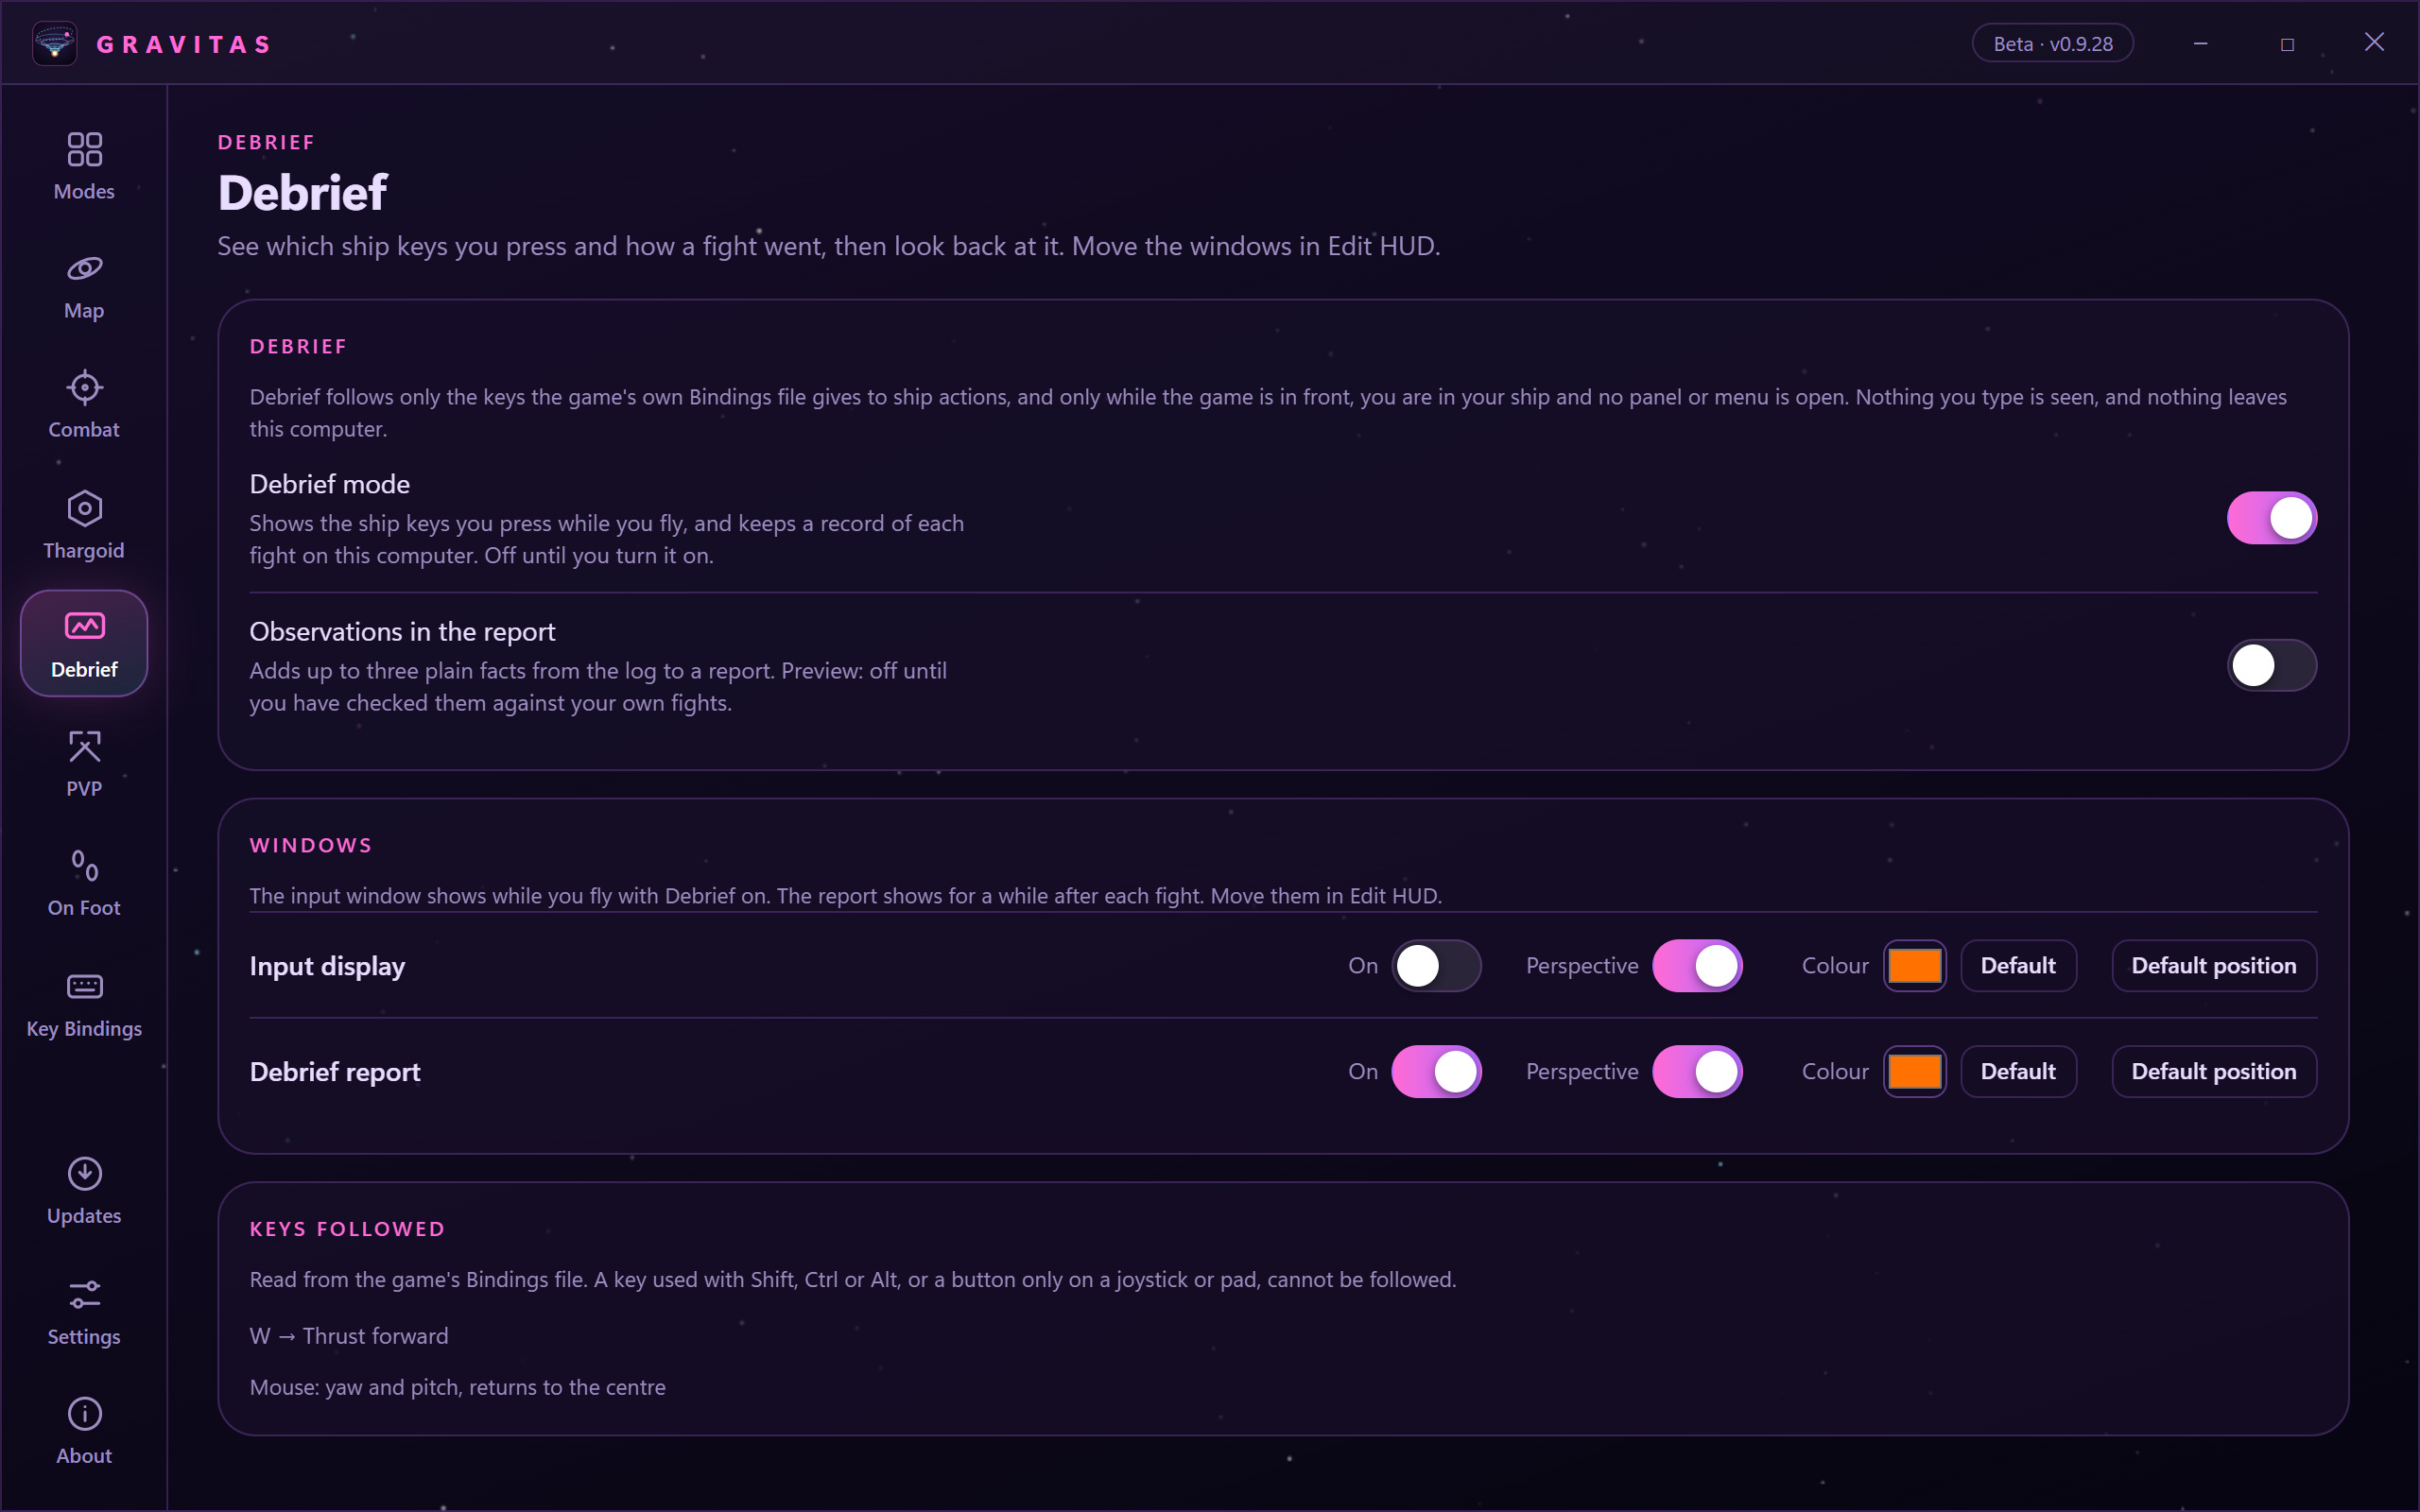 GRAVITAS
Beta · v0.9.28
Modes
Map
Combat
Thargoid
Debrief
PVP
On Foot
Key Bindings
Updates
Settings
About
DEBRIEF
Debrief
See which ship keys you press and how a fight went, then look back at it. Move the windows in Edit HUD.
DEBRIEF
Debrief follows only the keys the game's own Bindings file gives to ship actions, and only while the game is in front, you are in your ship and no panel or menu is open. Nothing you type is seen, and nothing leaves
this computer.
Debrief mode
Shows the ship keys you press while you fly, and keeps a record of each
fight on this computer. Off until you turn it on.
Observations in the report
Adds up to three plain facts from the log to a report. Preview: off until
you have checked them against your own fights.
WINDOWS
The input window shows while you fly with Debrief on. The report shows for a while after each fight. Move them in Edit HUD.
Input display On Perspective Colour Default Default position
Debrief report On Perspective Colour Default Default position
KEYS FOLLOWED
Read from the game's Bindings file. A key used with Shift, Ctrl or Alt, or a button only on a joystick or pad, cannot be followed.
W → Thrust forward
Mouse: yaw and pitch, returns to the centre